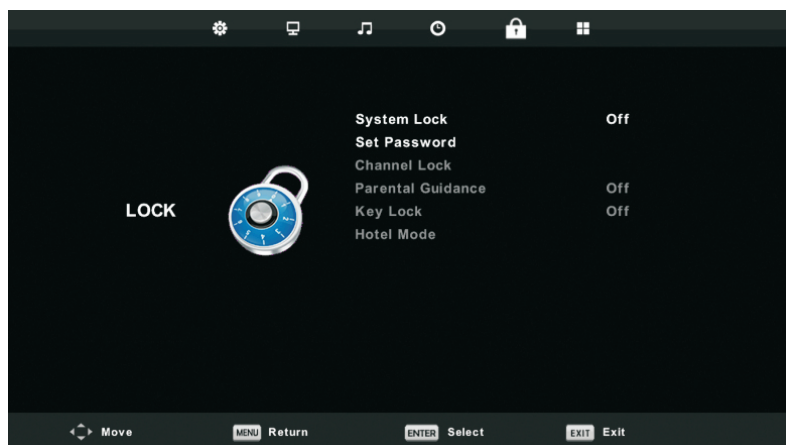 System Lock Off
Set Password
Channel Lock
Parental Guidance Off
LOCK
Key Lock Off
Hotel Mode
Move MENU Return ENTER Select EXIT Exit